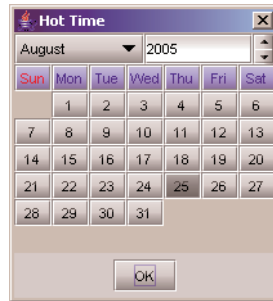 Hot Time
August 2005
Sun Mon Tue Wed Thu Fri Sat
1 2 3 4 5 6
7 8 9 10 11 12 13
14 15 16 17 18 19 20
21 22 23 24 25 26 27
28 29 30 31
OK